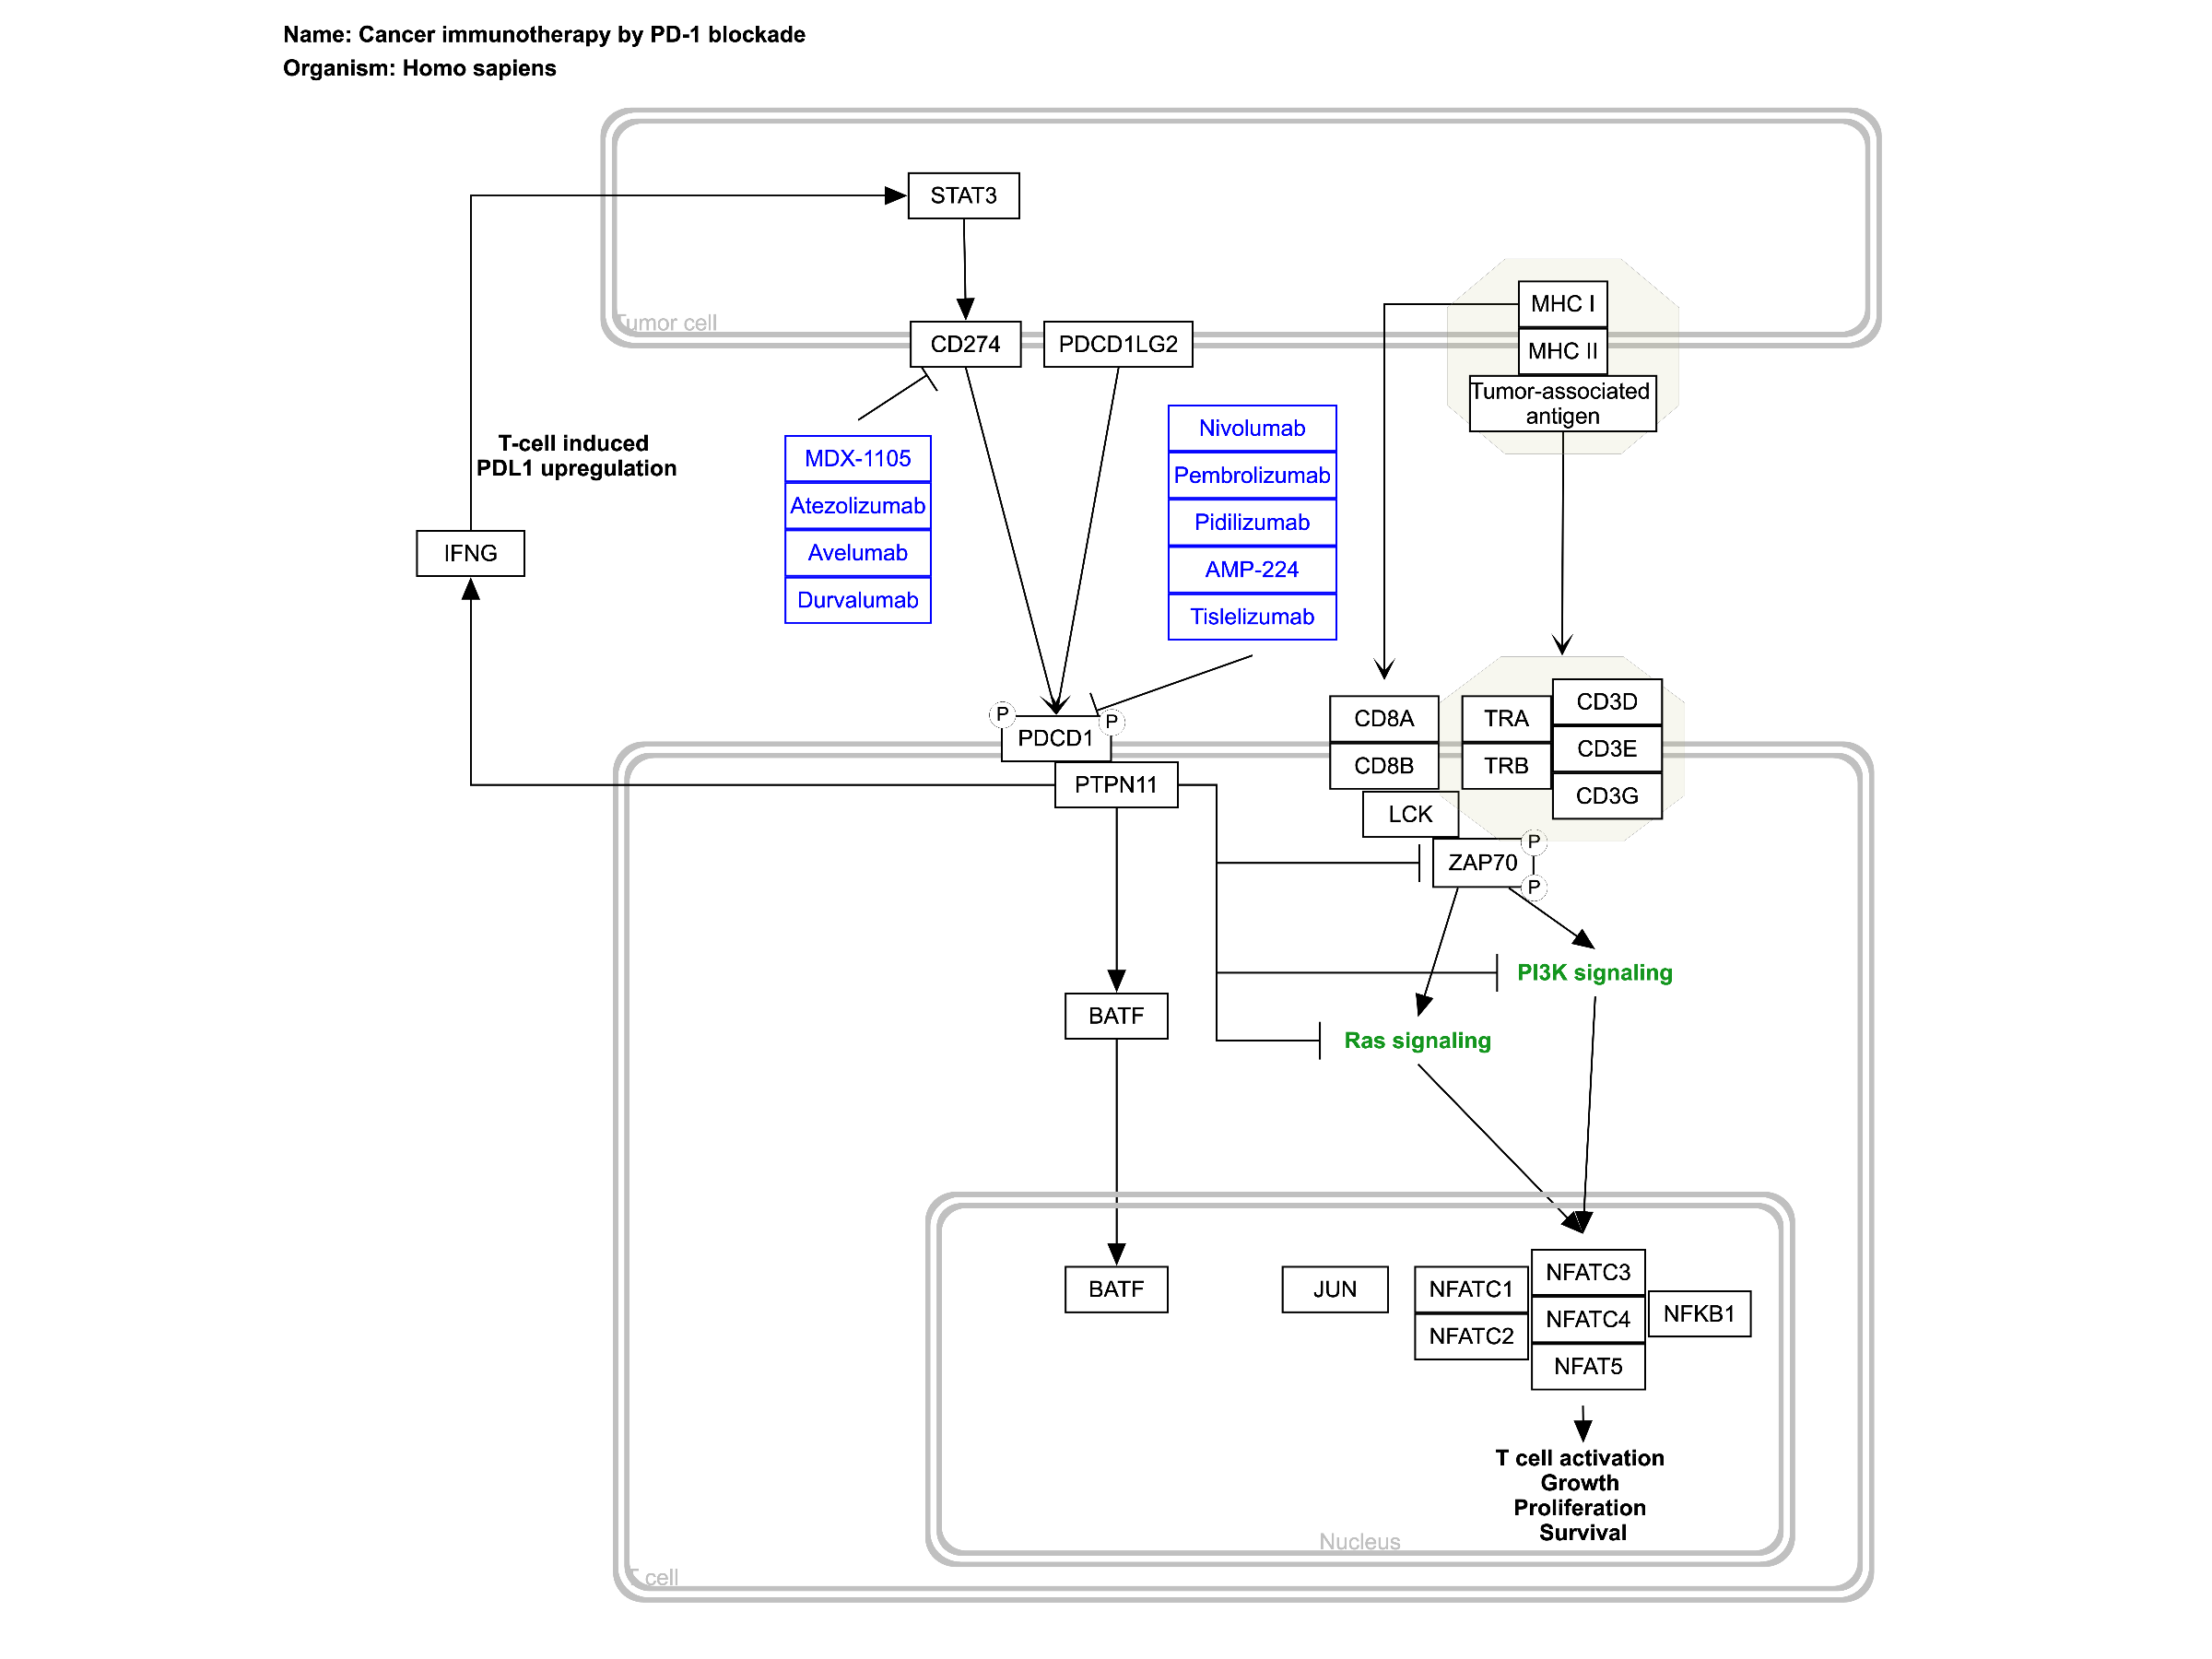 Name: Cancer immunotherapy by PD-1 blockade
Organism: Homo sapiens
STAT3
Tumor cell
CD274
PDCD1LG2
MHC I
MHC II
Tumor-associated
antigen
T-cell induced
PDL1 upregulation
MDX-1105
Atezolizumab
Avelumab
Durvalumab
Nivolumab
Pembrolizumab
Pidilizumab
AMP-224
Tislelizumab
IFNG
P
P
PDCD1
PTPN11
CD8A
CD8B
TRA
TRB
CD3D
CD3E
CD3G
LCK
ZAP70
P
P
PI3K signaling
Ras signaling
BATF
BATF
JUN
NFATC1
NFATC2
NFATC3
NFATC4
NFAT5
NFKB1
T cell activation
Growth
Proliferation
Survival
Nucleus
T cell